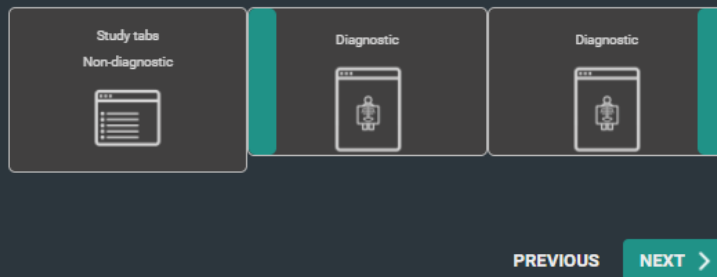 Study tabs
Non-diagnostic
Diagnostic
Diagnostic
PREVIOUS
NEXT